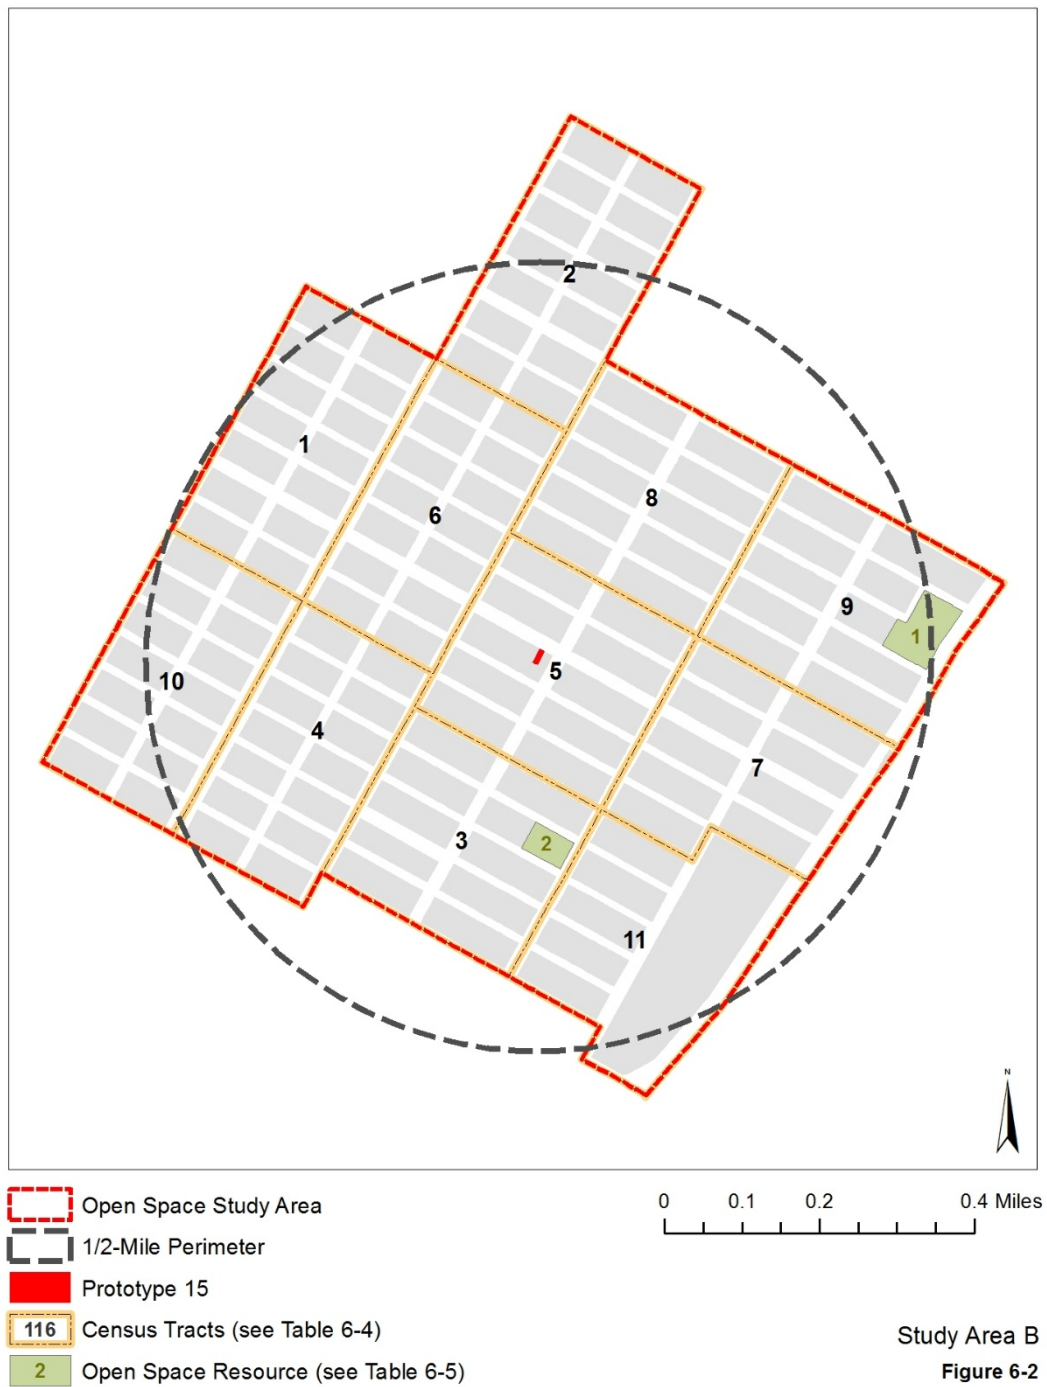 2
1
8
6
9
1
5
10
4
7
3
2
11
N
Open Space Study Area
0 0.1 0.2 0.4 Miles
1/2-Mile Perimeter
Prototype 15
116 Census Tracts (see Table 6-4)
Study Area B
2 Open Space Resource (see Table 6-5)
Figure 6-2